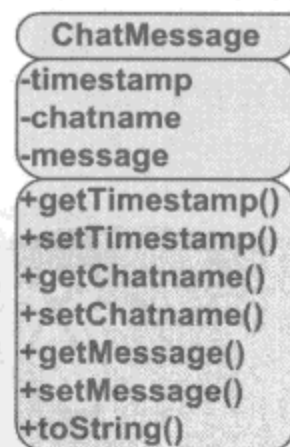 ChatMessage
-timestamp
-chatname
-message
+getTimestamp()
+setTimestamp()
+getChatname()
+setChatname()
+getMessage()
+setMessage()
+toString()